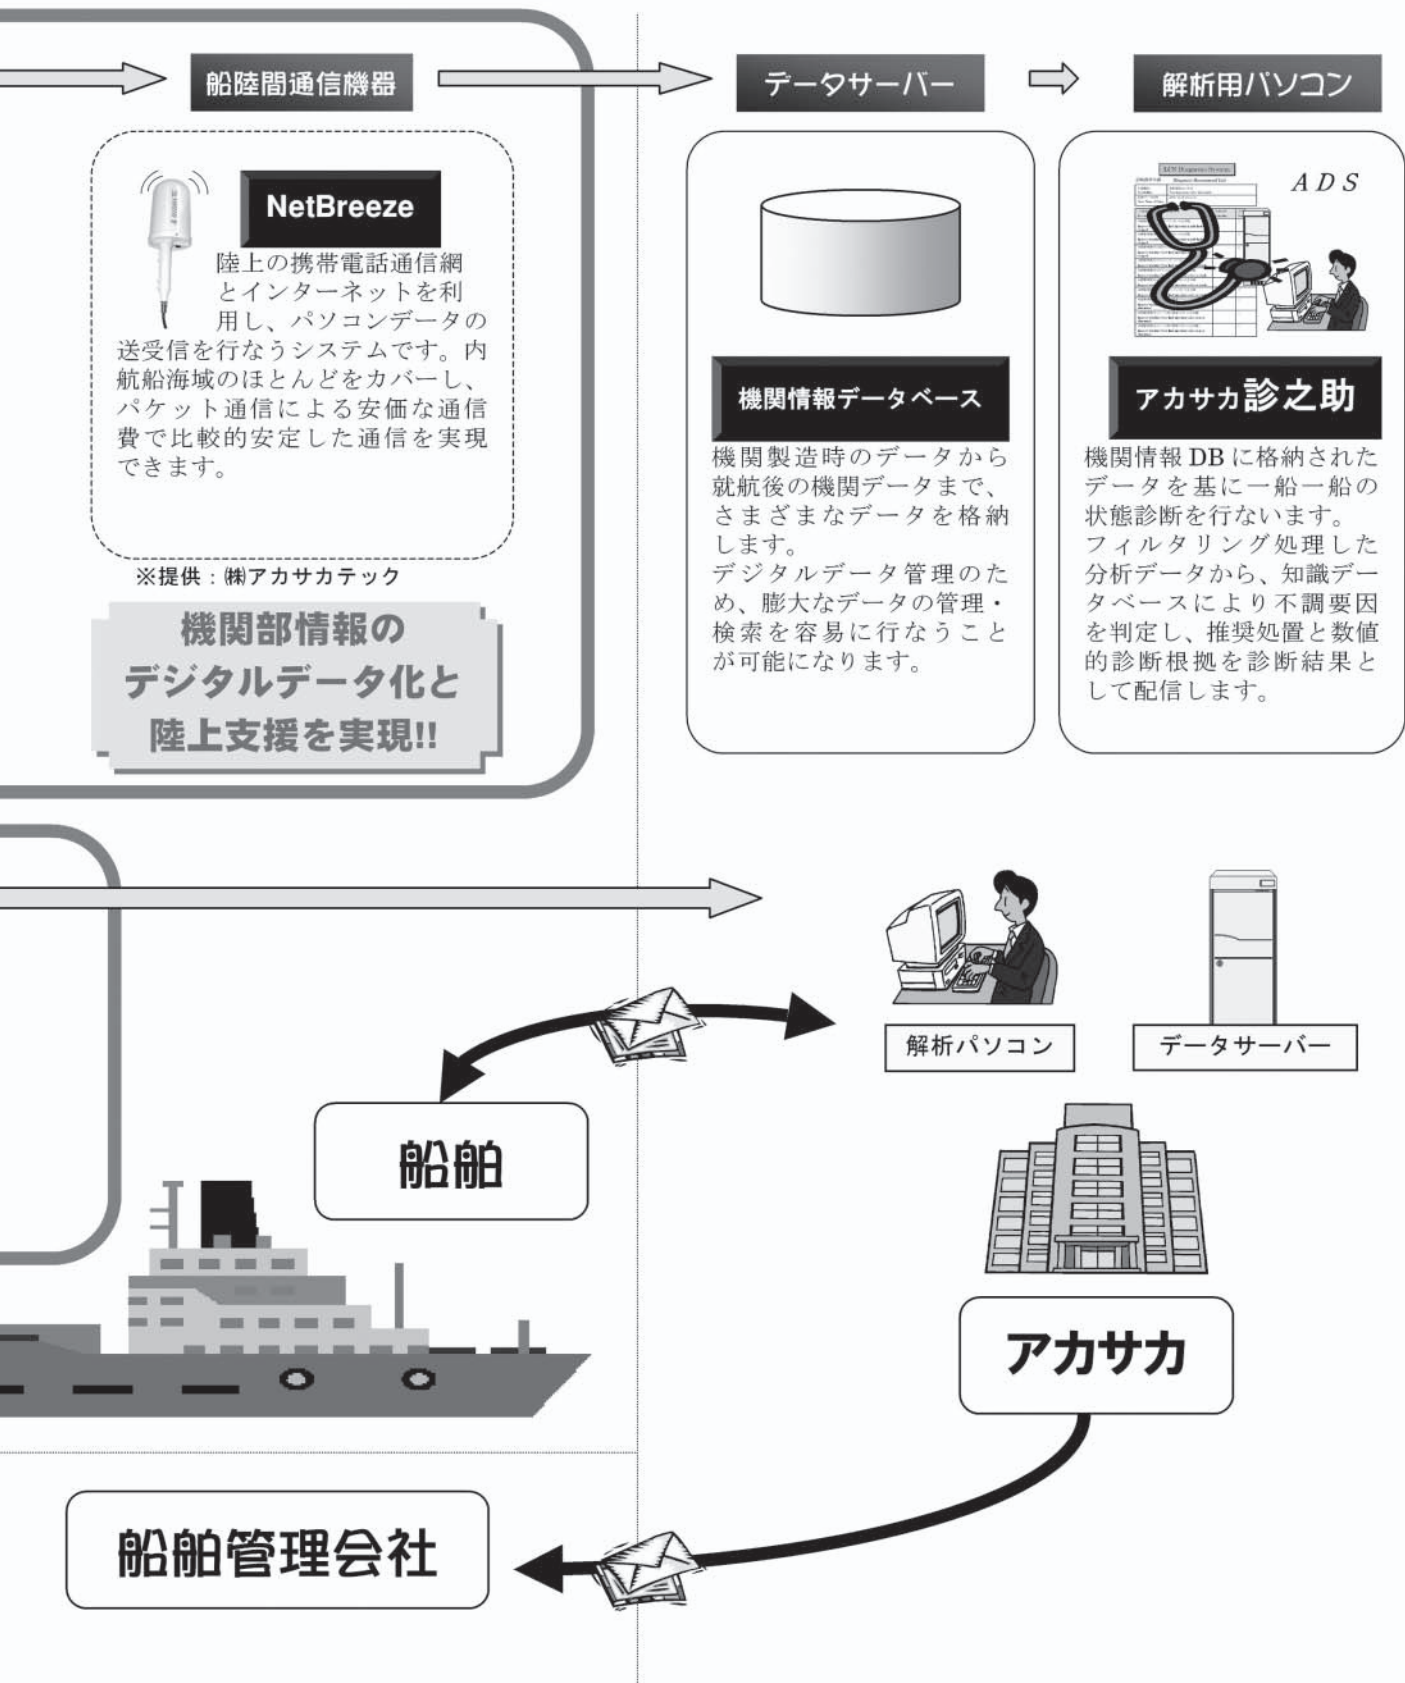 船陸間通信機器
データサーバー
解析用パソコン
NetBreeze
陸上の携帯電話通信網
とインターネットを利
用し、パソコンデータの
送受信を行なうシステムです。内
航船海域のほとんどをカバーし、
パケット通信による安価な通信
費で比較的安定した通信を実現
できます。
※提供：㈱アカサカテック
機関部情報の
デジタルデータ化と
陸上支援を実現!!
機関情報データベース
機関製造時のデータから
就航後の機関データまで、
さまざまなデータを格納
します。
デジタルデータ管理のた
め、膨大なデータの管理・
検索を容易に行なうこと
が可能になります。
ADS
アカサカ診之助
機関情報 DB に格納された
データを基に一船一船の
状態診断を行ないます。
フィルタリング処理した
分析データから、知識デー
タベースにより不調要因
を判定し、推奨処置と数値
的診断根拠を診断結果と
して配信します。
解析パソコン
データサーバー
船舶
アカサカ
船舶管理会社